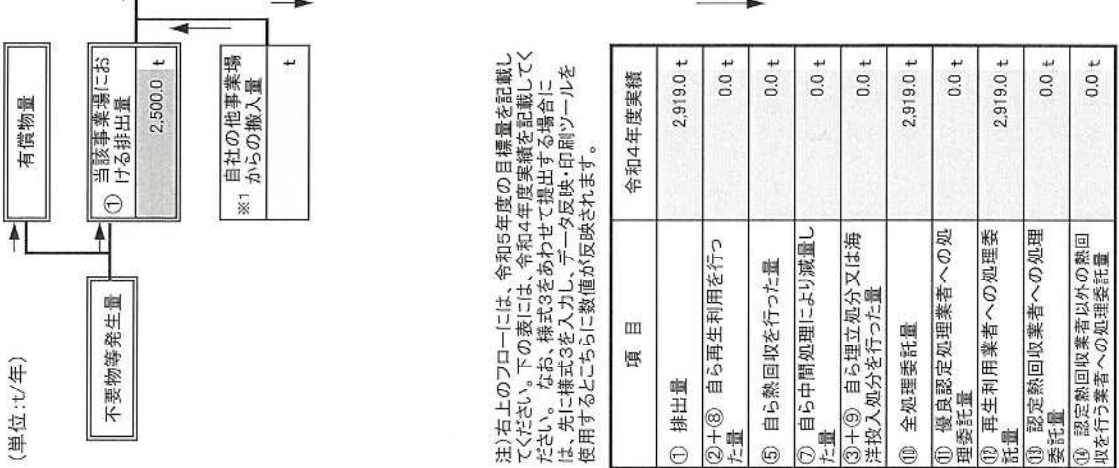 (単位:t/年)
不要物等発生量
有償物量
① 当該事業場にお
ける排出量
2,500.0 t
※1 自社の他事業場
からの搬入量
t
注)右上のフローには、令和5年度の目標量を記載し
てください。下の表には、令和4年度実績を記載してく
ださい。なお、様式3をあわせて提出する場合に
は、先に様式3を入力し、データ反映・印刷ツールを
使用するとこちらに数値が反映されます。
項 目 令和4年度実績
① 排出量 2,919.0 t
②+⑧ 自ら再生利用を行っ
た量 0.0 t
⑤ 自ら熱回収を行った量 0.0 t
⑦ 自ら中間処理により減量し
た量 0.0 t
③+⑨ 自ら埋立処分又は海
洋投入処分を行った量 0.0 t
⑩ 全処理委託量 2,919.0 t
⑪ 優良認定処理業者への処
理委託量 0.0 t
⑫ 再生利用業者への処理委
託量 2,919.0 t
⑬ 認定熱回収業者への処理
委託量 0.0 t
⑭ 認定熱回収業者以外の熱回
収を行う業者への処理委託量 0.0 t